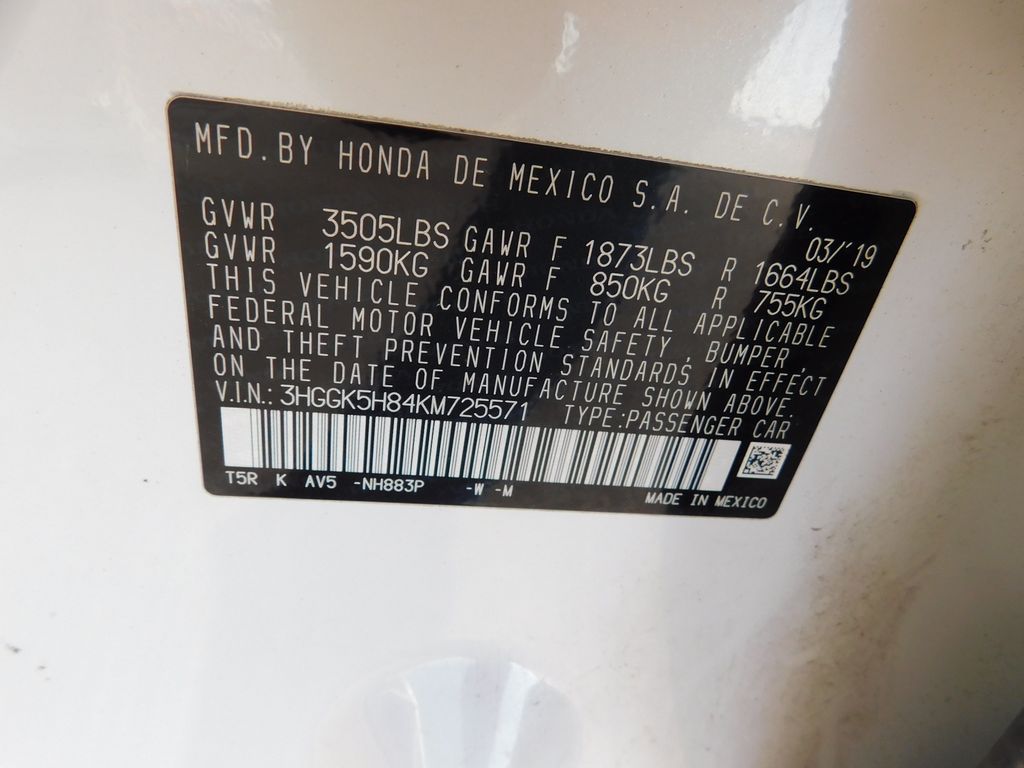 MFD. BY HONDA DE MEXICO S.A. DE C.V.
03/'19
GVWR 3505LBS GAWR F 1873LBS R 1664LBS
GVWR 1590KG GAWR F 850KG R 755KG
THIS VEHICLE CONFORMS TO ALL APPLICABLE
FEDERAL MOTOR VEHICLE SAFETY, BUMPER,
AND THEFT PREVENTION STANDARDS IN EFFECT
ON THE DATE OF MANUFACTURE SHOWN ABOVE.
V.I.N.: 3HGGK5H84KM725571 TYPE:PASSENGER CAR
T5R K AV5 -NH883P -W -M
MADE IN MEXICO